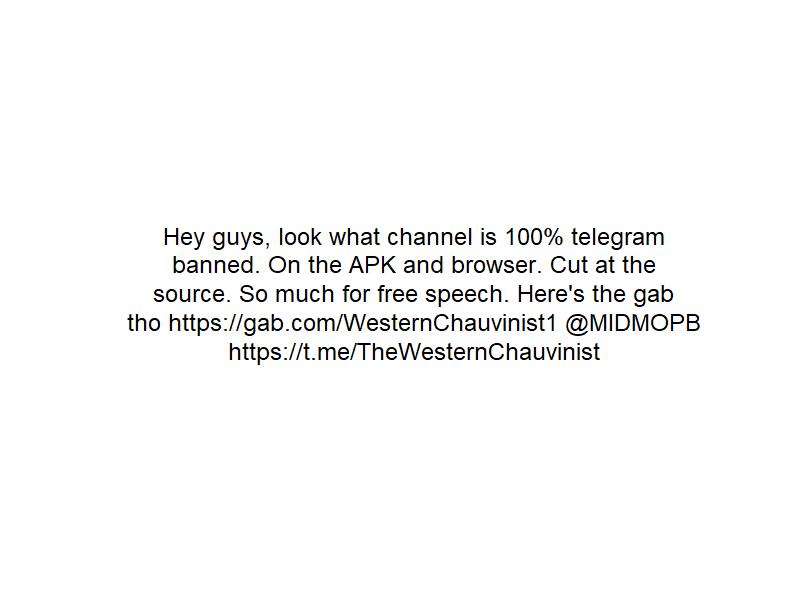 Hey guys, look what channel is 100% telegram
banned. On the APK and browser. Cut at the
source. So much for free speech. Here's the gab
tho https://gab.com/WesternChauvinist1 @MIDMOPB
https://t.me/TheWesternChauvinist